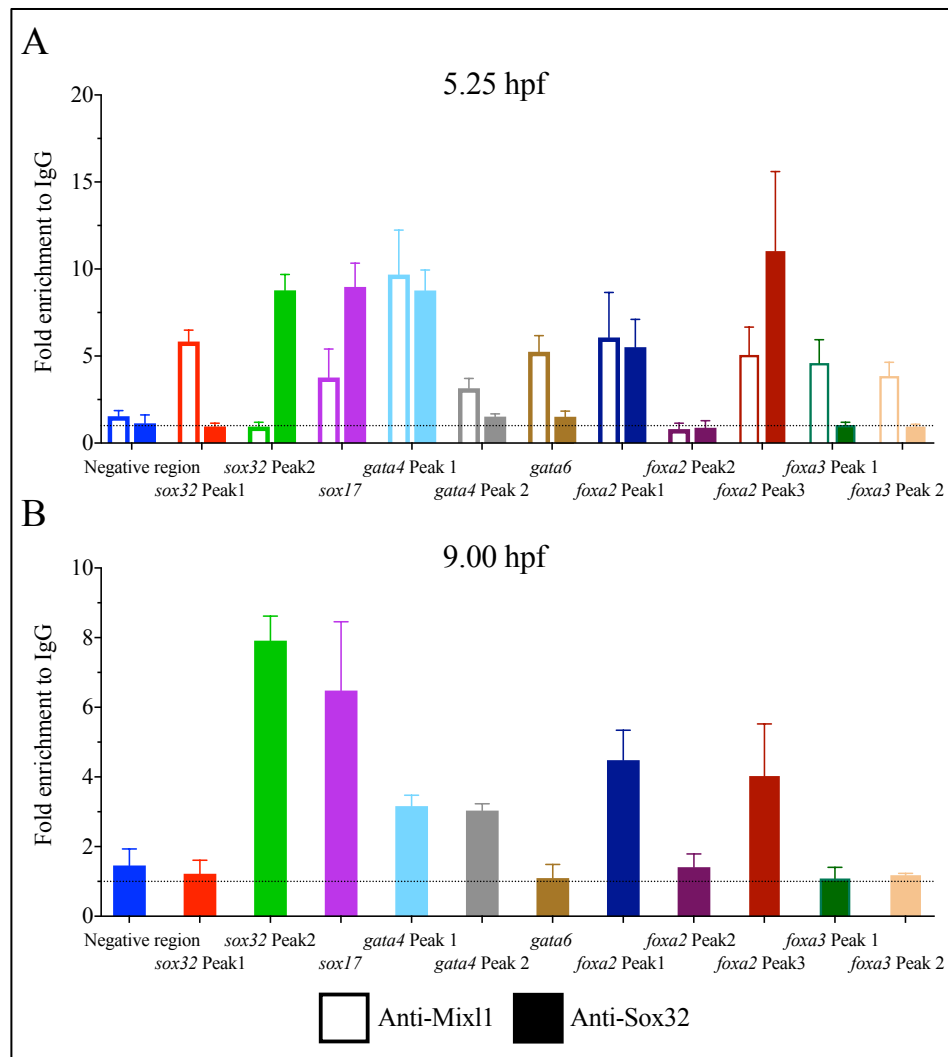 A
5.25 hpf
Fold enrichment to IgG
20
15
10
5
0
Negative region sox32 Peak2 gata4 Peak 1 gata6 foxa2 Peak2 foxa3 Peak 1
sox32 Peak1 sox17 gata4 Peak 2 foxa2 Peak1 foxa2 Peak3 foxa3 Peak 2
B
9.00 hpf
Fold enrichment to IgG
10
8
6
4
2
0
Negative region sox32 Peak2 gata4 Peak 1 gata6 foxa2 Peak2 foxa3 Peak 1
sox32 Peak1 sox17 gata4 Peak 2 foxa2 Peak1 foxa2 Peak3 foxa3 Peak 2
Anti-Mixl1 Anti-Sox32